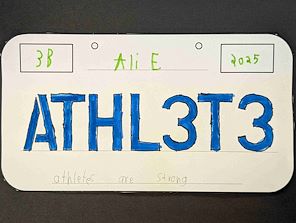 3B Ali E 2025
ATHL3T3
athletes are strong